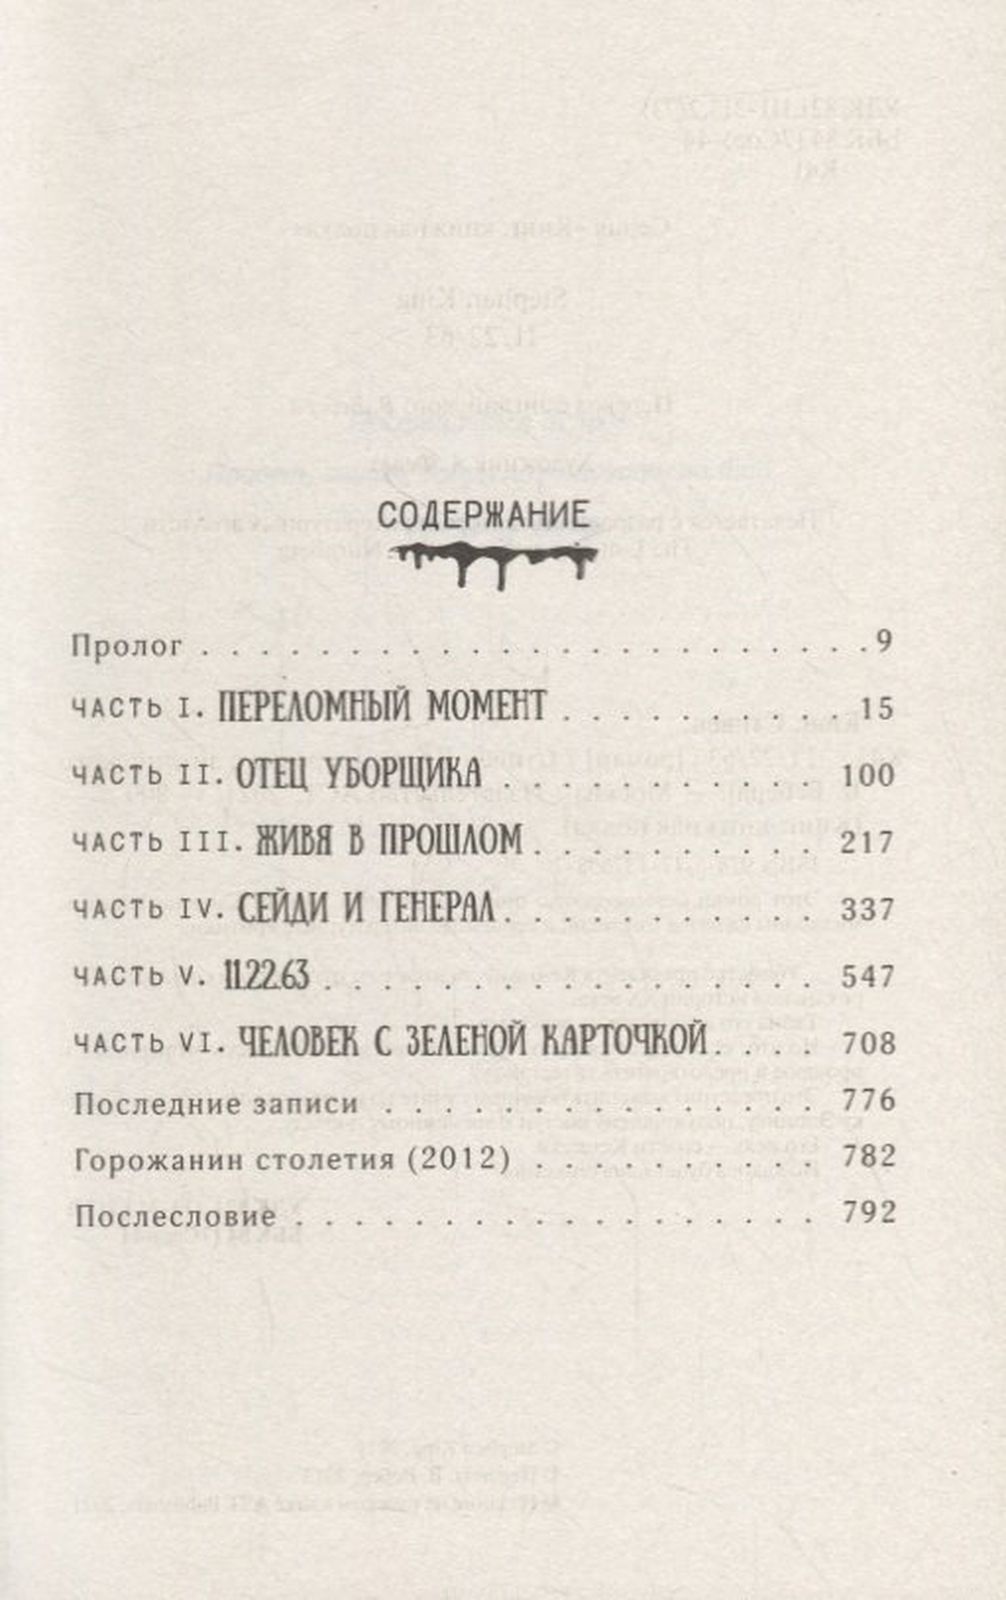 СОДЕРЖАНИЕ
Пролог . . . . . . . . . . . . . . . . . . . . . . . 9
ЧАСТЬ I. ПЕРЕЛОМНЫЙ МОМЕНТ . . . . . . . . . . 15
ЧАСТЬ II. ОТЕЦ УБОРЩИКА . . . . . . . . . . . 100
ЧАСТЬ III. ЖИВЯ В ПРОШЛОМ . . . . . . . . . . 217
ЧАСТЬ IV. СЕЙДИ И ГЕНЕРАЛ . . . . . . . . . . . 337
ЧАСТЬ V. 11.22.63 . . . . . . . . . . . . . . . . . 547
ЧАСТЬ VI. ЧЕЛОВЕК С ЗЕЛЕНОЙ КАРТОЧКОЙ . . . . 708
Последние записи . . . . . . . . . . . . . . . 776
Горожанин столетия (2012) . . . . . . . . . . 782
Послесловие . . . . . . . . . . . . . . . . . . 792